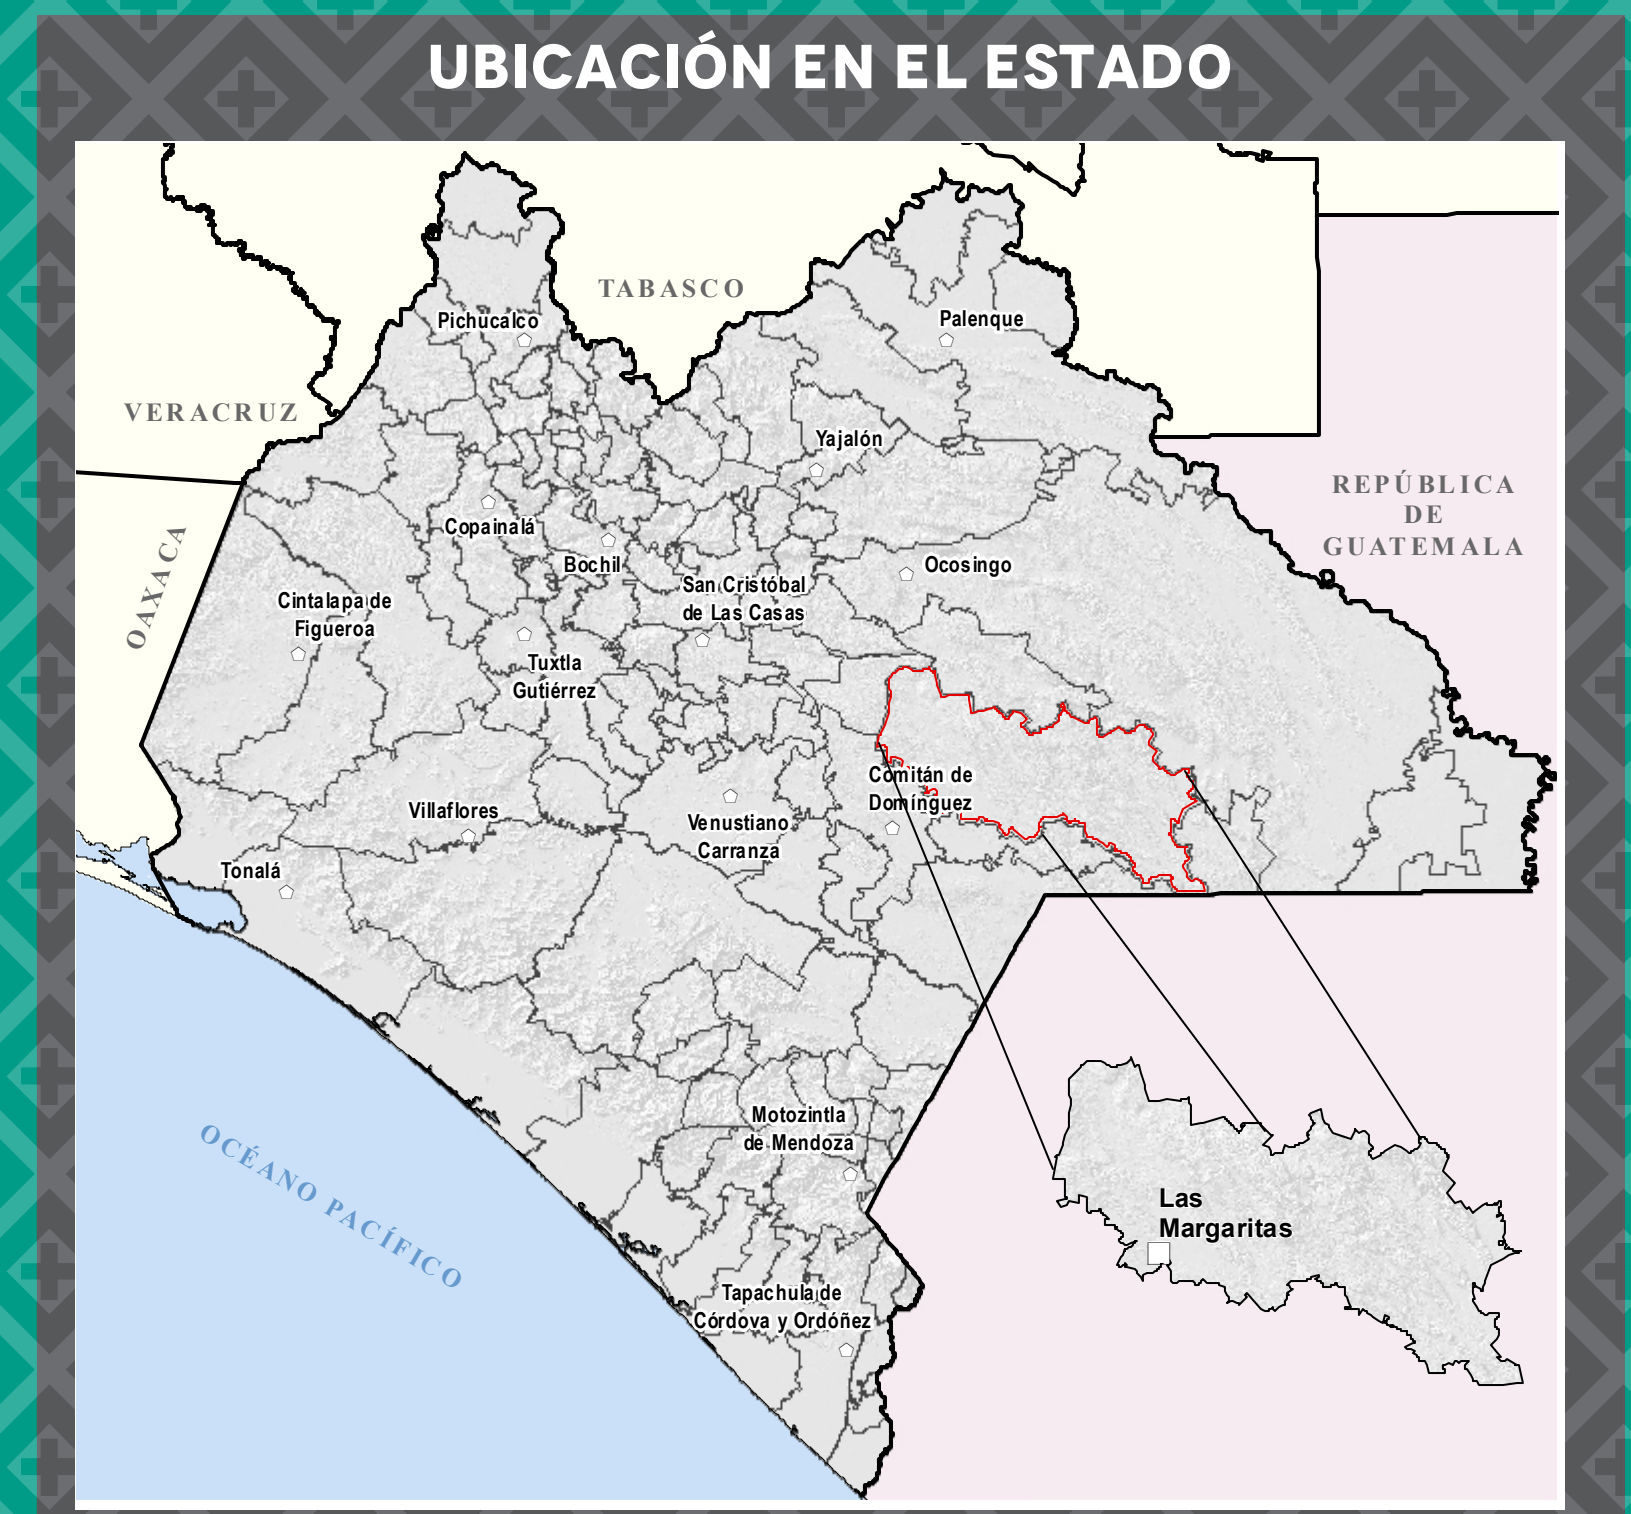 UBICACIÓN EN EL ESTADO
TABASCO
Pichucalco
Palenque
VERACRUZ
Yajalón
REPÚBLICA
DE
GUATEMALA
OAXACA
Copainalá
Bochil
Ocosingo
San Cristóbal
de Las Casas
Cintalapa de
Figueroa
Tuxtla
Gutiérrez
Comitán de
Domínguez
Villaflores
Venustiano
Carranza
Tonalá
Motozintla
de Mendoza
OCÉANO PACÍFICO
Las
Margaritas
Tapachula de
Córdova y Ordóñez